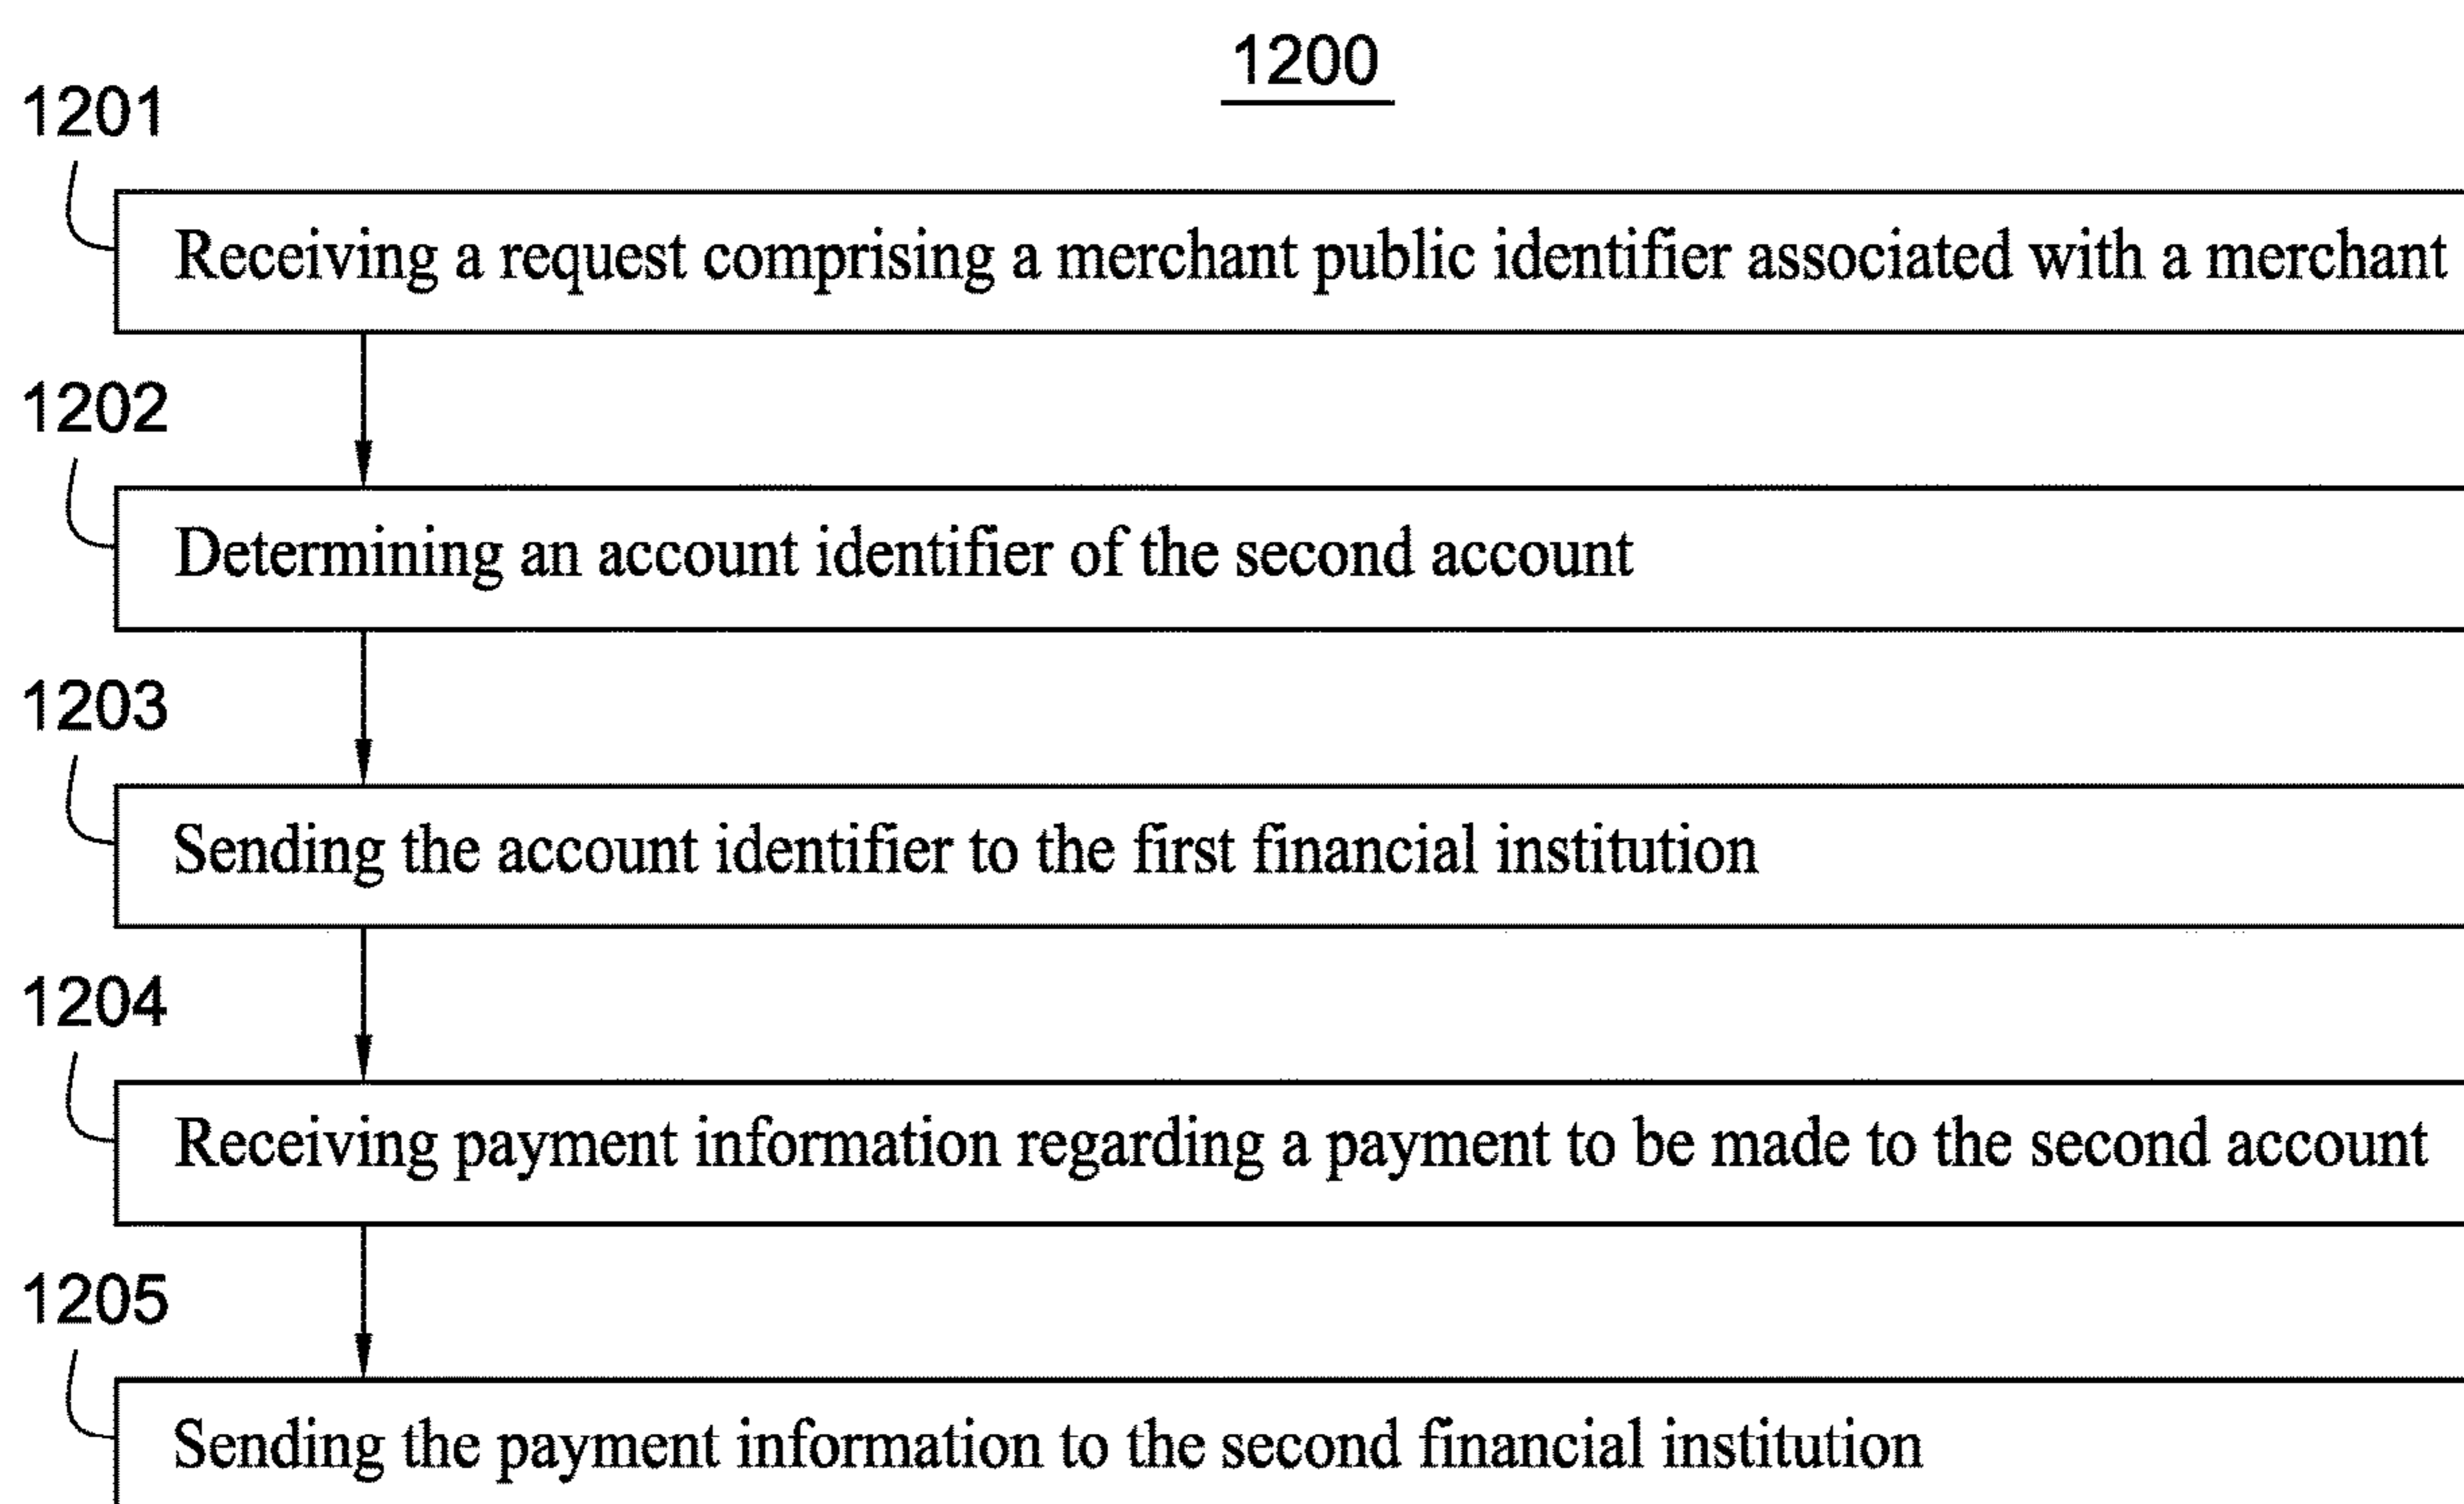 1200
1201
Receiving a request comprising a merchant public identifier associated with a merchant
1202
Determining an account identifier of the second account
1203
Sending the account identifier to the first financial institution
1204
Receiving payment information regarding a payment to be made to the second account
1205
Sending the payment information to the second financial institution